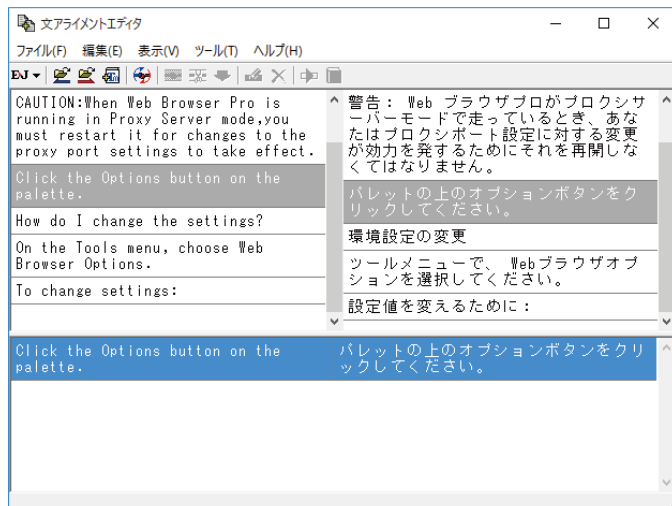 文アライメントエディタ
ファイル(F) 編集(E) 表示(V) ツール(T) ヘルプ(H)
EJ
CAUTION:When Web Browser Pro is
running in Proxy Server mode,you
must restart it for changes to the
proxy port settings to take effect.
Click the Options button on the
palette.
How do I change the settings?
On the Tools menu, choose Web
Browser Options.
To change settings:
警告： Web ブラウザプロがプロクシサ
ーバーモードで走っているとき、あな
たはプロクシポート設定に対する変更
が効力を発するためにそれを再開しな
くてはなりません。
パレットの上のオプションボタンをク
リックしてください。
環境設定の変更
ツールメニューで、 Webブラウザオプ
ションを選択してください。
設定値を変えるために：
Click the Options button on the
palette.
パレットの上のオプションボタンをクリ
ックしてください。